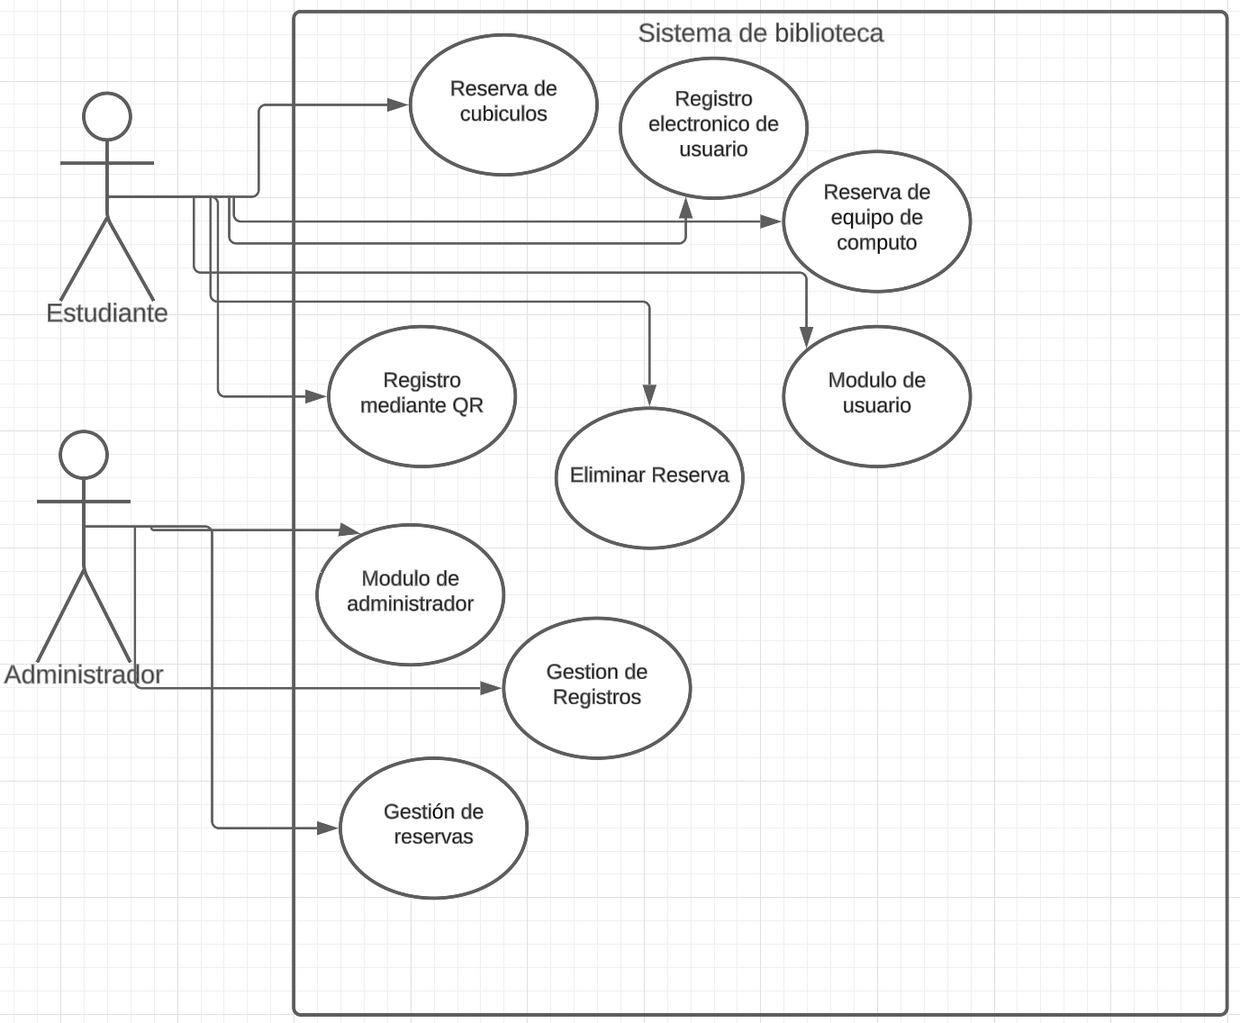 Sistema de biblioteca
Reserva de
cubiculos
Registro
electronico de
usuario
Reserva de
equipo de
computo
Estudiante
Registro
mediante QR
Modulo de
usuario
Eliminar Reserva
Modulo de
administrador
Administrador
Gestion de
Registros
Gestión de
reservas